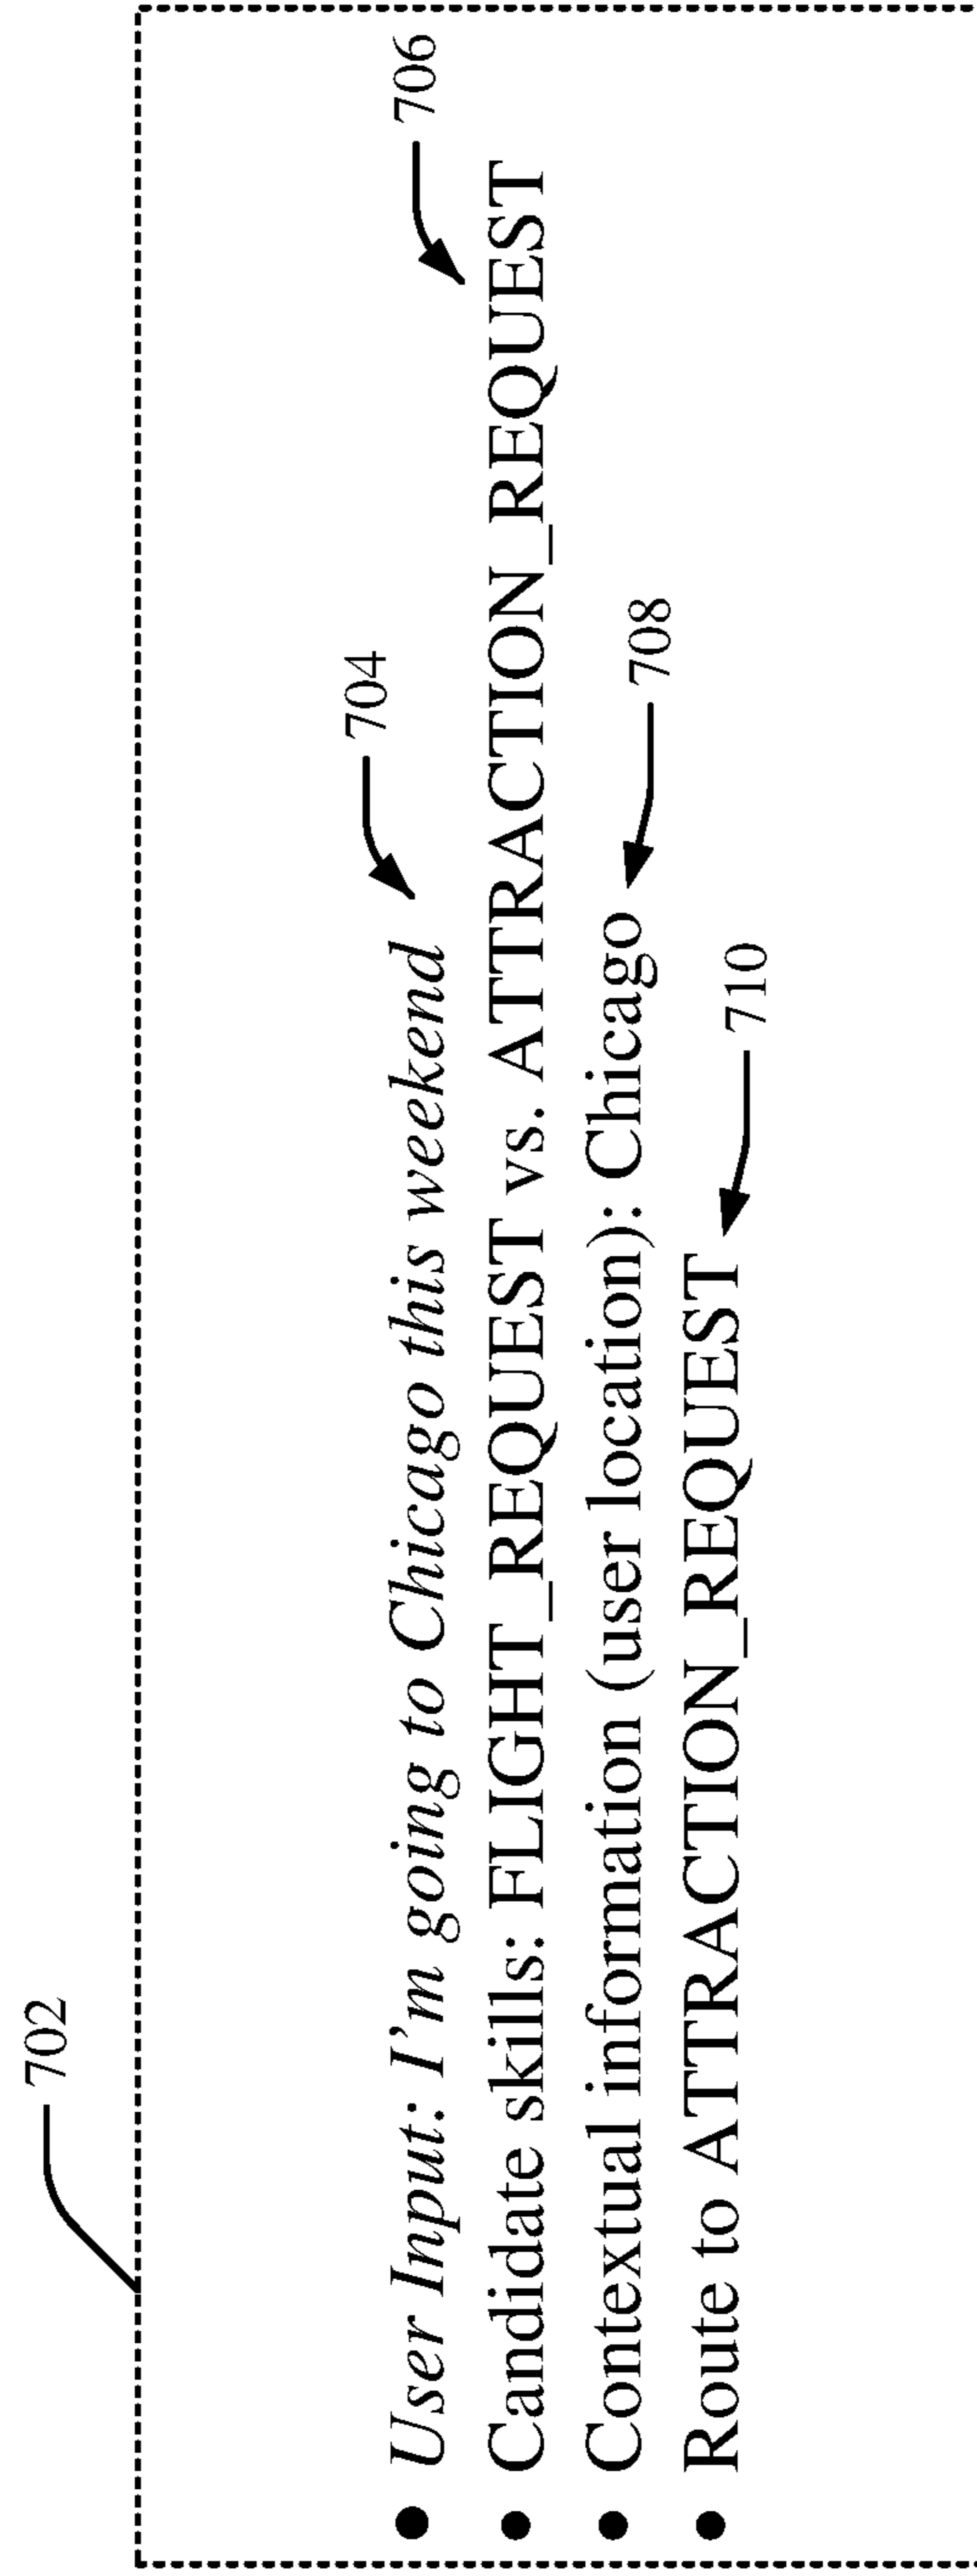 702
704
● User Input: I'm going to Chicago this weekend
706
● Candidate skills: FLIGHT_REQUEST vs. ATTRACTION_REQUEST
● Contextual information (user location): Chicago
708
● Route to ATTRACTION_REQUEST
710